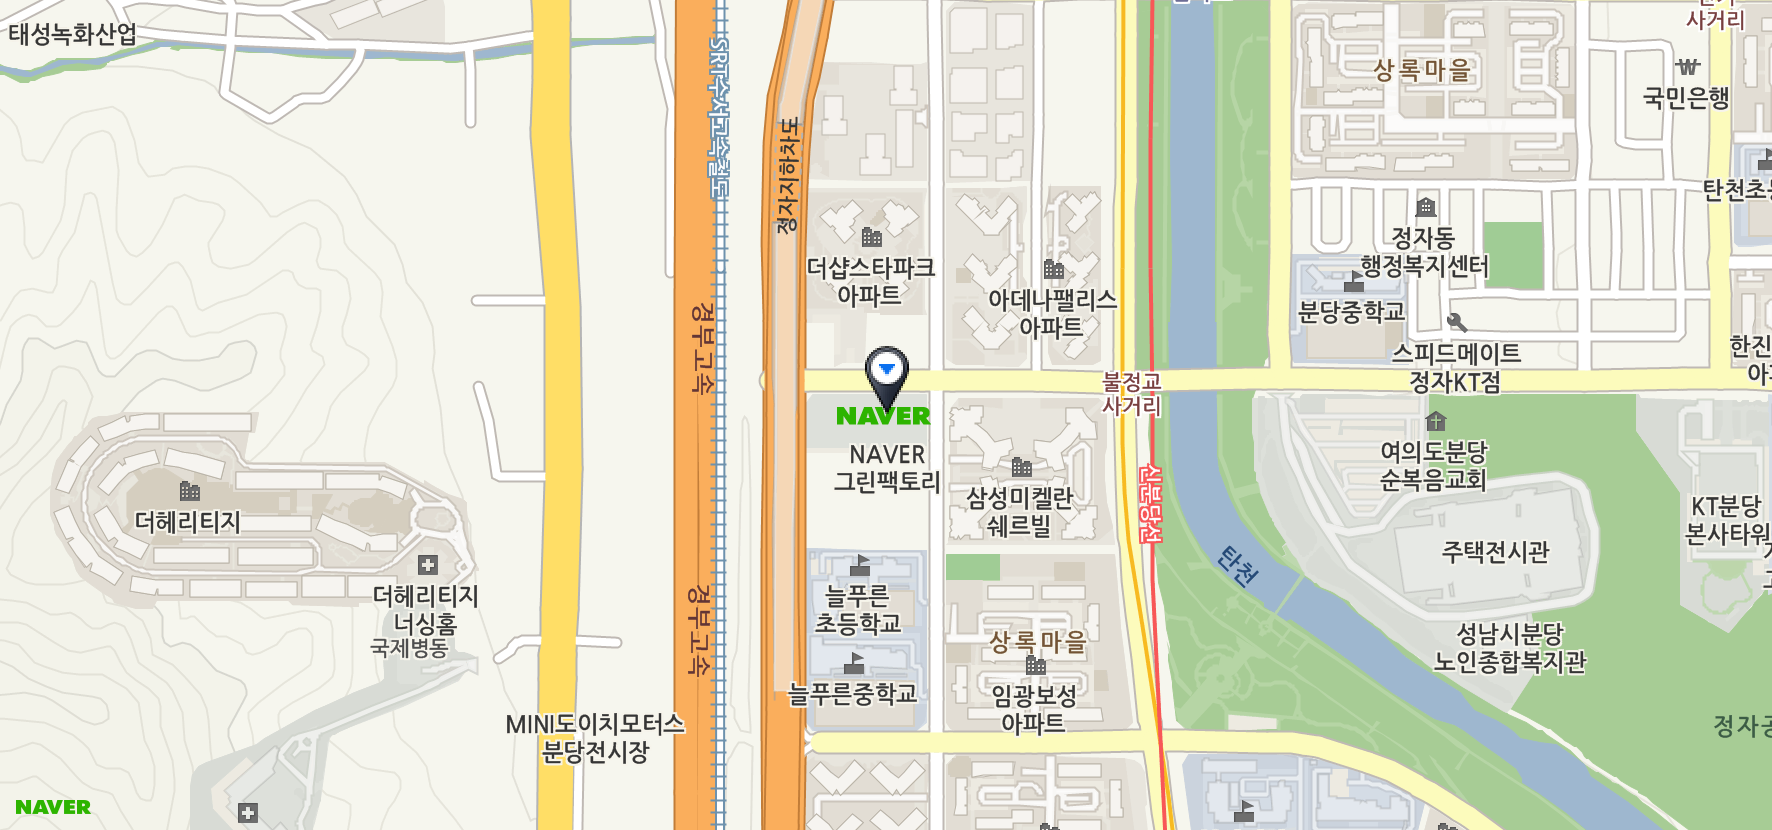 태성녹화산업
SRT수서고속철도
정자지하차도
사거리
상록마을
국민은행
탄천초
정자동
행정복지센터
더샵스타파크
아파트
아데나팰리스
아파트
분당중학교
경부고속
스피드메이트
정자KT점
한진
불정교
사거리
NAVER
NAVER
그린팩토리
여의도분당
순복음교회
삼성미켈란
쉐르빌
신분당선
더헤리티지
KT분당
본사타워
주택전시관
탄천
더헤리티지
너싱홈
국제병동
늘푸른
초등학교
경부고속
상록마을
성남시분당
노인종합복지관
늘푸른중학교
임광보성
아파트
MINI도이치모터스
분당전시장
정자공
NAVER